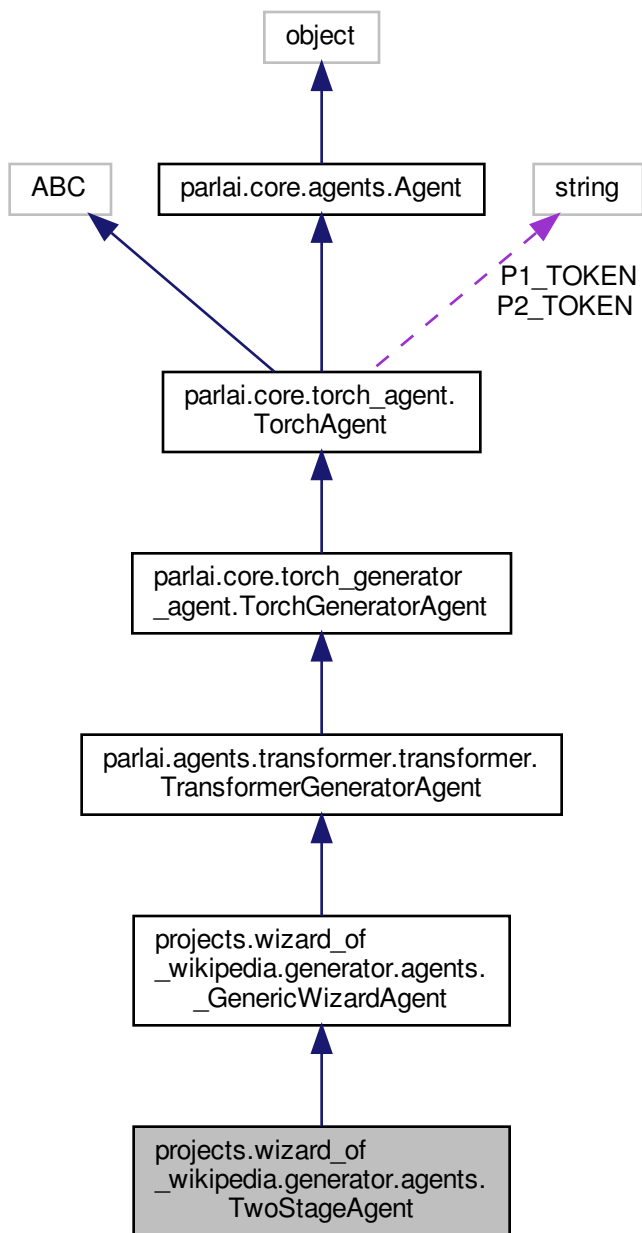 object
ABC
parlai.core.agents.Agent
string
P1_TOKEN
P2_TOKEN
parlai.core.torch_agent.
TorchAgent
parlai.core.torch_generator
_agent.TorchGeneratorAgent
parlai.agents.transformer.transformer.
TransformerGeneratorAgent
projects.wizard_of
_wikipedia.generator.agents.
_GenericWizardAgent
projects.wizard_of
_wikipedia.generator.agents.
TwoStageAgent